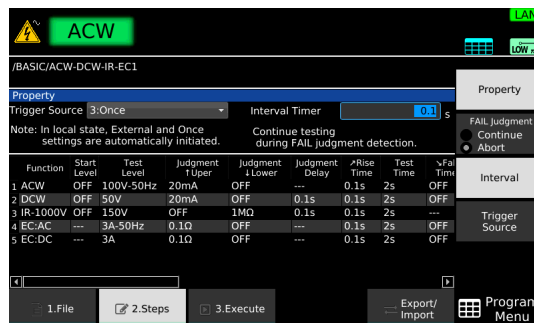 LAN
ACW
LOW
/BASIC/ACW-DCW-IR-EC1
Property
Trigger Source 3:Once Interval Timer 0.1 s
Note: In local state, External and Once
settings are automatically initiated.
Continue testing
during FAIL judgment detection.
Function Start Level Test Level Judgment ↑Upper Judgment ↓Lower Judgment Delay ↗Rise Time Test Time ↘Fal Time
1 ACW OFF 100V-50Hz 20mA OFF --- 0.1s 2s OFF
2 DCW OFF 50V 20mA OFF 0.1s 0.1s 2s OFF
3 IR-1000V OFF 150V OFF 1MΩ 0.1s 0.1s 2s ---
4 EC:AC --- 3A-50Hz 0.1Ω OFF --- 0.1s 2s OFF
5 EC:DC --- 3A 0.1Ω OFF --- 0.1s 2s OFF
Property
FAIL Judgment
Continue
Abort
Interval
Trigger
Source
1.File
2.Steps
3.Execute
Export/
Import
Program
Menu